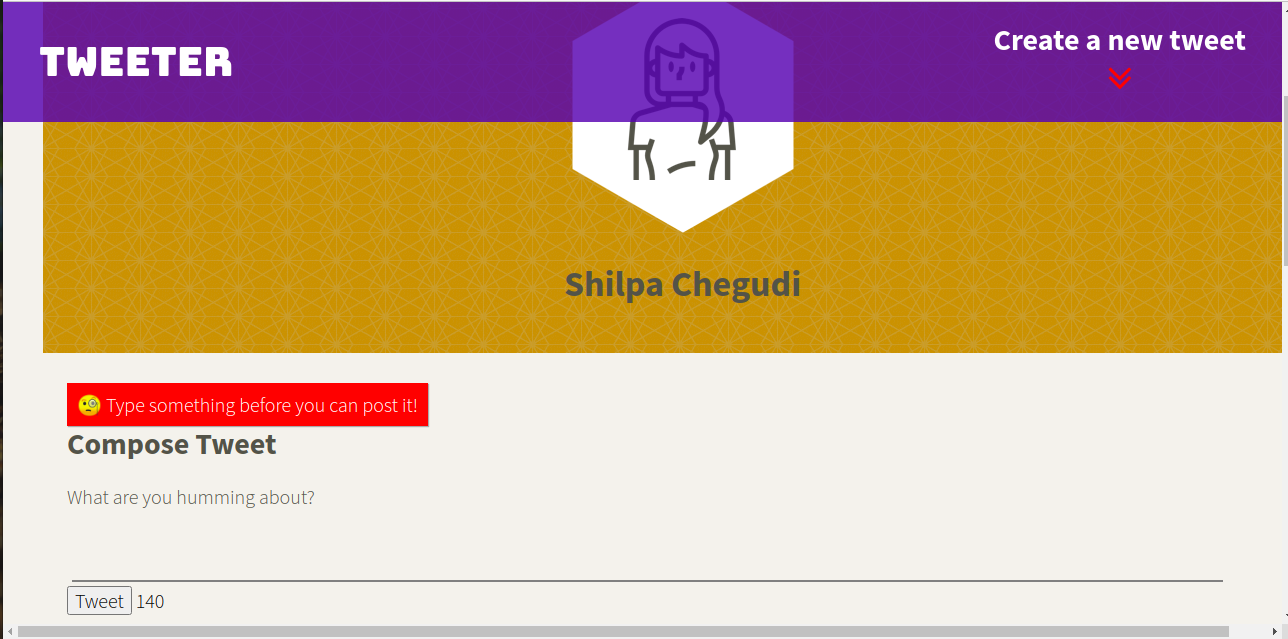 TWEETER
Create a new tweet
Shilpa Chegudi
🧐 Type something before you can post it!
Compose Tweet
What are you humming about?
Tweet 140